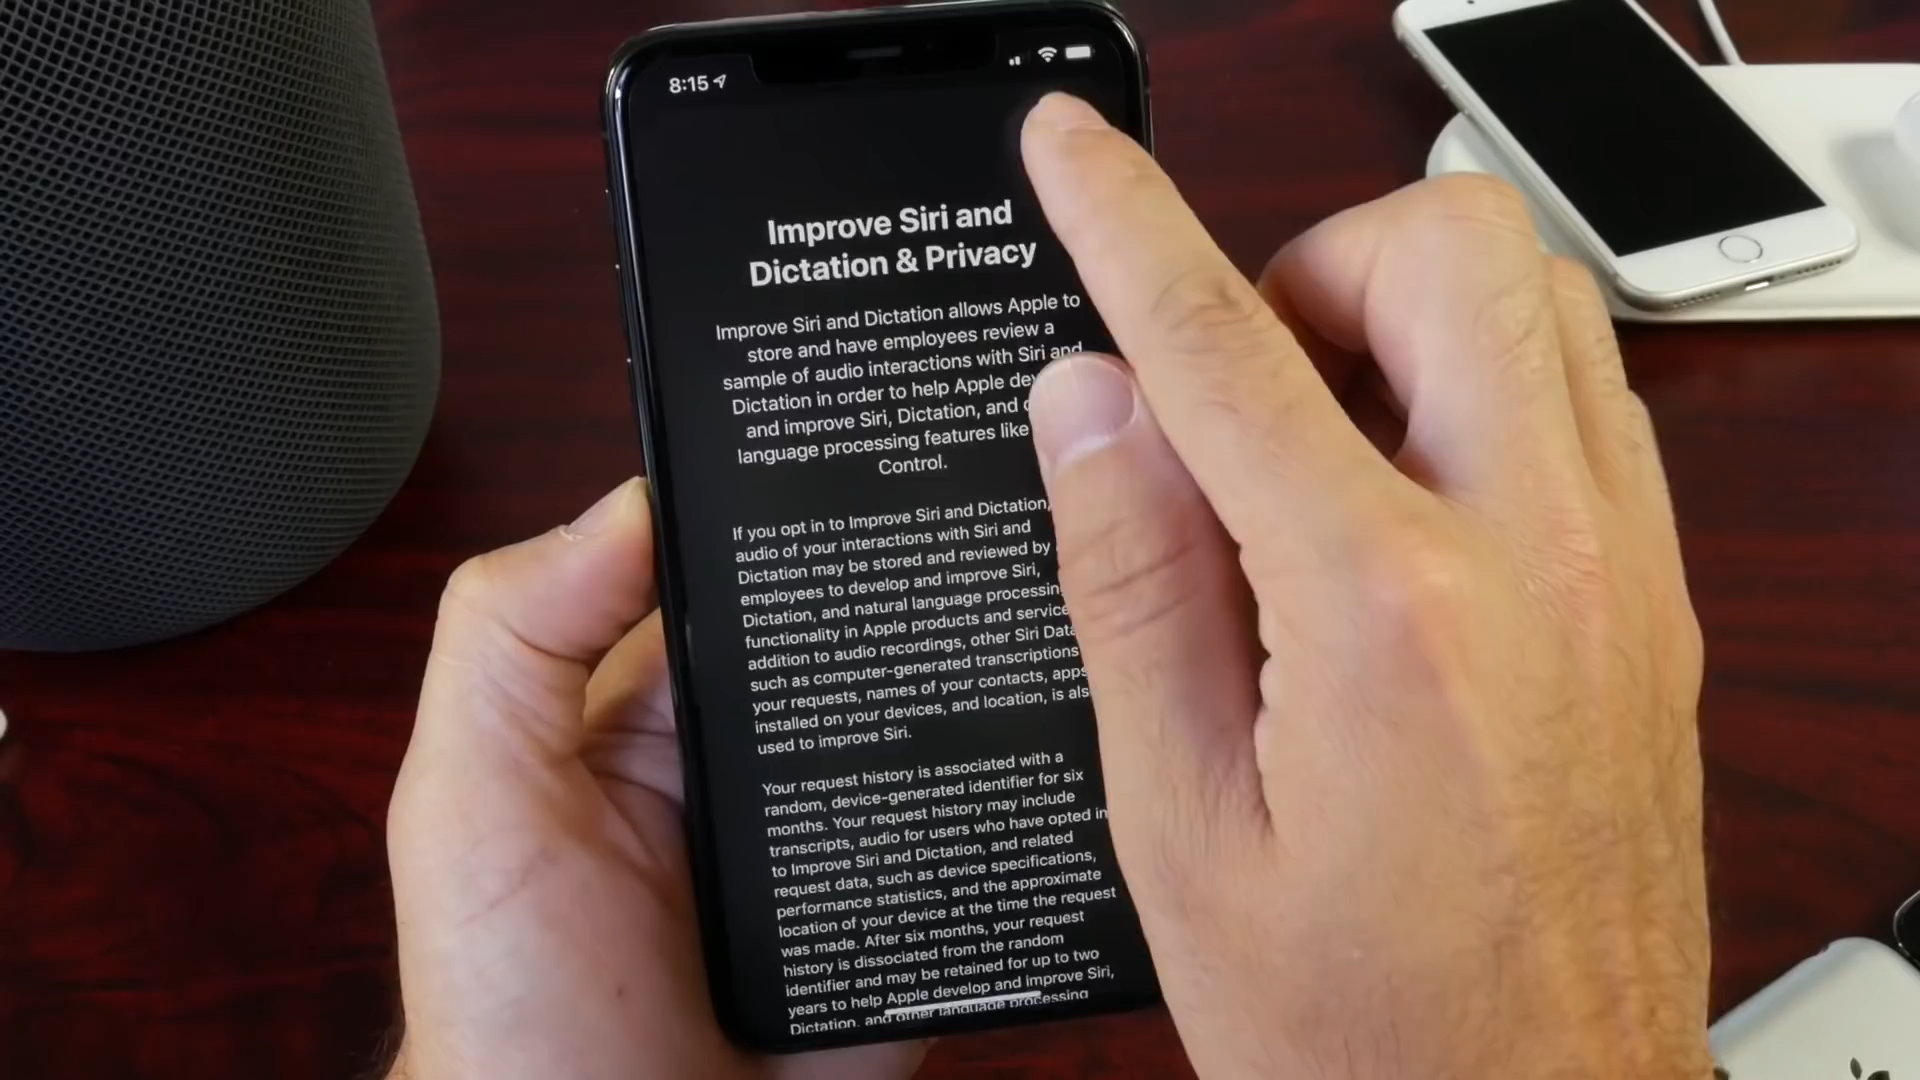 8:15
Improve Siri and
Dictation & Privacy
Improve Siri and Dictation allows Apple to
store and have employees review a
sample of audio interactions with Siri and
Dictation in order to help Apple
and improve Siri, Dictation, and
language processing features like
Control.
If you opt in to Improve Siri and Dictation,
audio of your interactions with Siri and
Dictation may be stored and reviewed by
employees to develop and improve Siri,
Dictation, and natural language processing
functionality in Apple products and service
addition to audio recordings, other Siri Data
such as computer-generated transcriptions
your requests, names of your contacts, apps
installed on your devices, and location, is als
used to improve Siri.
Your request history is associated with a
random, device-generated identifier for six
months. Your request history may include
transcripts, audio for users who have opted in
to Improve Siri and Dictation, and related
request data, such as device specifications,
performance statistics, and the approximate
location of your device at the time the request
was made. After six months, your request
history is dissociated from the random
identifier and may be retained for up to two
years to help Apple develop and improve Siri,
Dictation, and other language processing